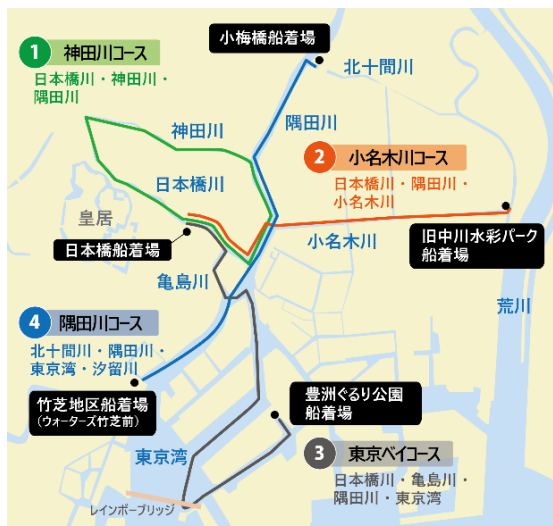 小梅橋船着場
1 神田川コース
日本橋川・神田川・
隅田川
北十間川
神田川
隅田川
2 小名木川コース
日本橋川・隅田川・
小名木川
日本橋川
皇居
日本橋船着場
小名木川
旧中川水彩パーク
船着場
亀島川
荒川
4 隅田川コース
北十間川・隅田川・
東京湾・汐留川
竹芝地区船着場
(ウォーターズ竹芝前)
豊洲ぐるり公園
船着場
東京湾
3 東京ベイコース
日本橋川・亀島川・
隅田川・東京湾
レインボーブリッジ